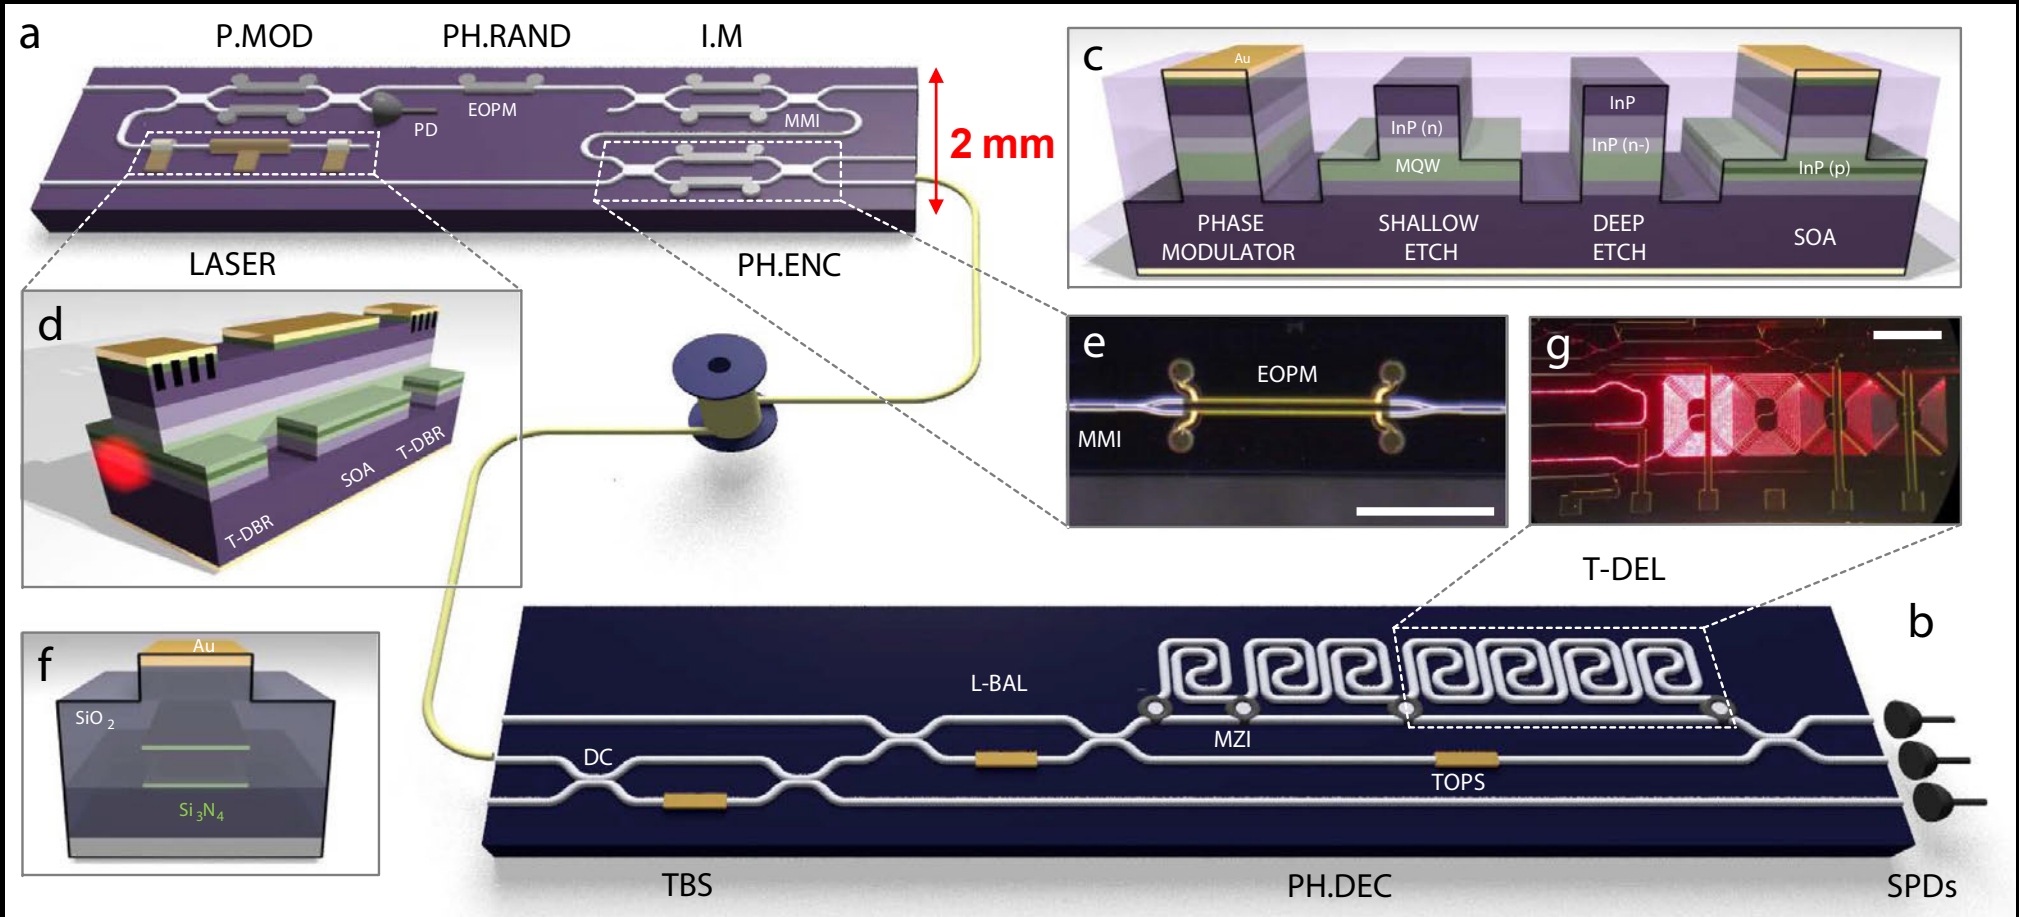 a
P.MOD
PH.RAND
I.M
EOPM
PD
MMI
2 mm
LASER
PH.ENC
c
Au
InP
InP (n)
InP (n-)
MQW
InP (p)
PHASE
MODULATOR
SHALLOW
ETCH
DEEP
ETCH
SOA
d
T-DBR
SOA
T-DBR
e
EOPM
MMI
g
T-DEL
f
Au
SiO 2
Si 3 N 4
b
L-BAL
DC
MZI
TOPS
TBS
PH.DEC
SPDs